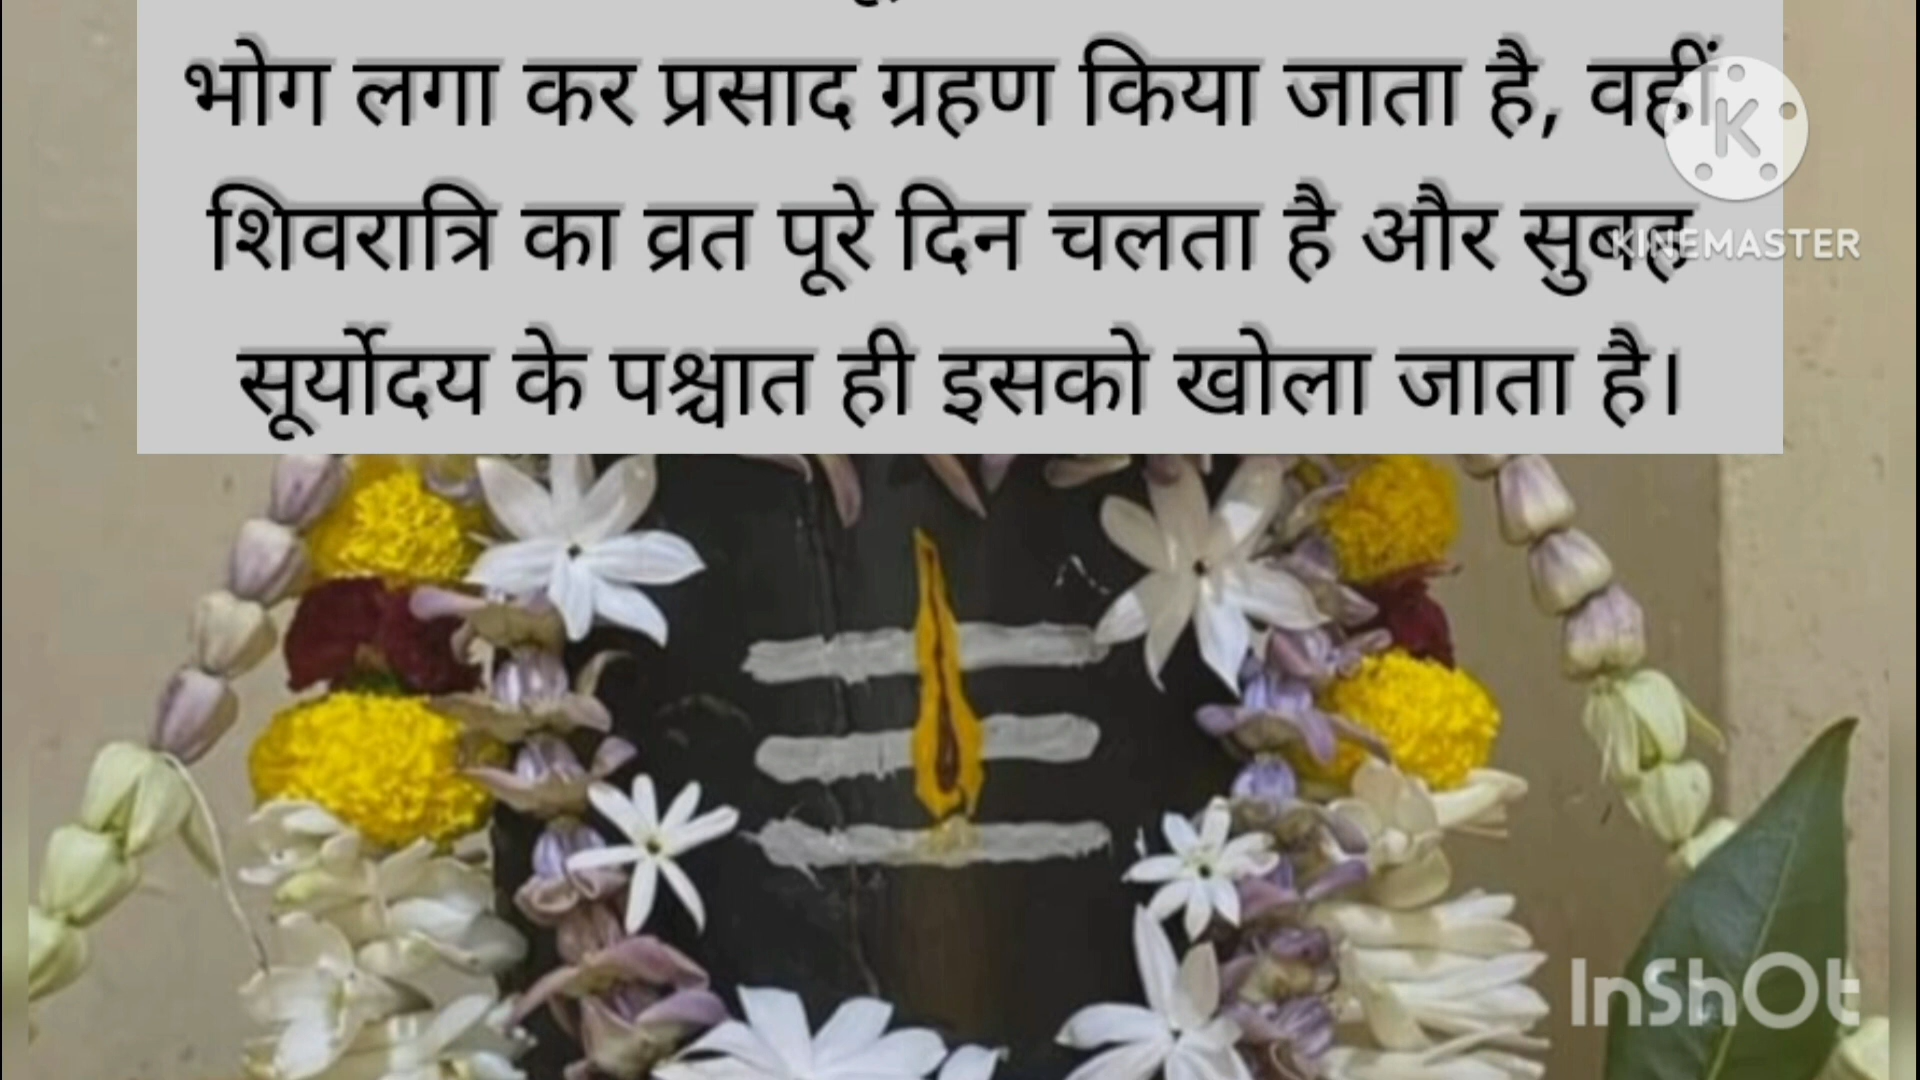 भोग लगा कर प्रसाद ग्रहण किया जाता है, वहीं
शिवरात्रि का व्रत पूरे दिन चलता है और सुबह
सूर्योदय के पश्चात ही इसको खोला जाता है।
K
KINEMASTER
InShOt